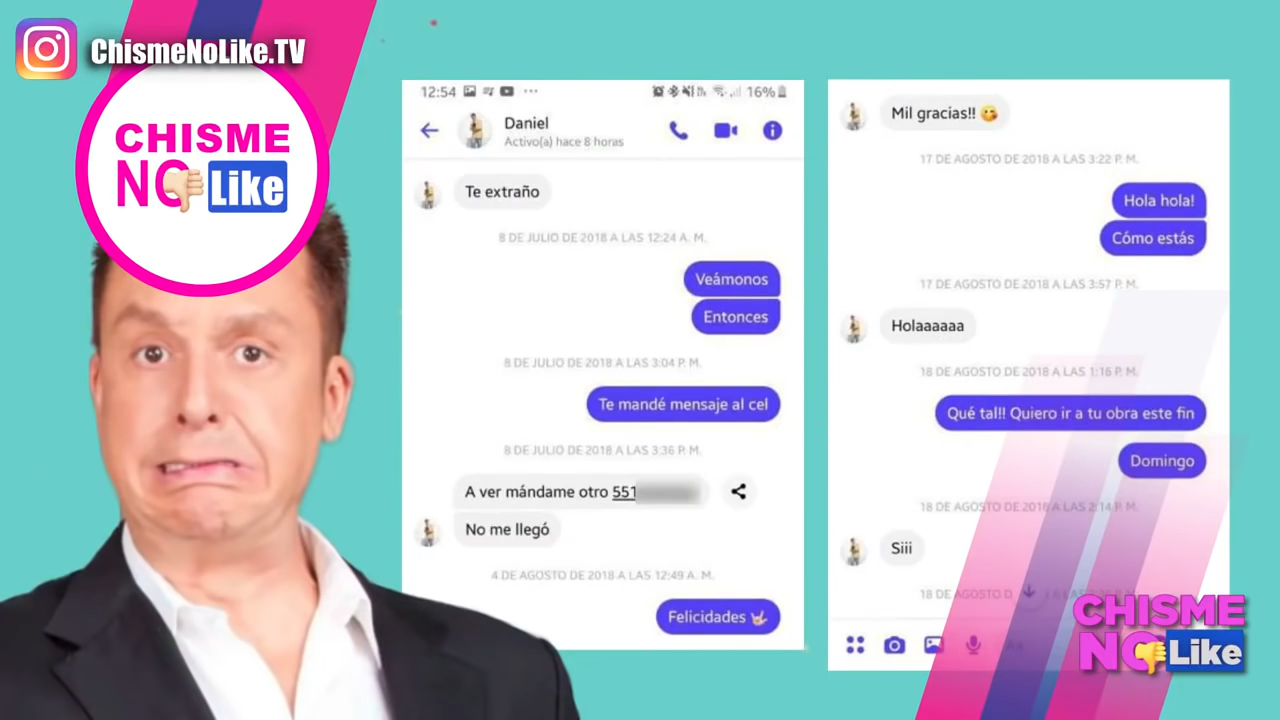 ChismeNoLike.TV
CHISME
NO Like
12:54
16%
Daniel
Activo(a) hace 8 horas
Te extraño
8 DE JULIO DE 2018 A LAS 12:24 A. M.
Veámonos
Entonces
8 DE JULIO DE 2018 A LAS 3:04 P. M.
Te mandé mensaje al cel
8 DE JULIO DE 2018 A LAS 3:36 P. M.
A ver mándame otro 551
No me llegó
4 DE AGOSTO DE 2018 A LAS 12:49 A. M.
Felicidades
Mil gracias!!
17 DE AGOSTO DE 2018 A LAS 3:22 P. M.
Hola hola!
Cómo estás
17 DE AGOSTO DE 2018 A LAS 3:57 P. M.
Holaaaaaa
18 DE AGOSTO DE 2018 A LAS 1:16 P. M.
Qué tal!! Quiero ir a tu obra este fin
Domingo
18 DE AGOSTO DE 2018 A LAS 2:14 P. M.
Siii
18 DE AGOSTO D
CHISME
NO Like